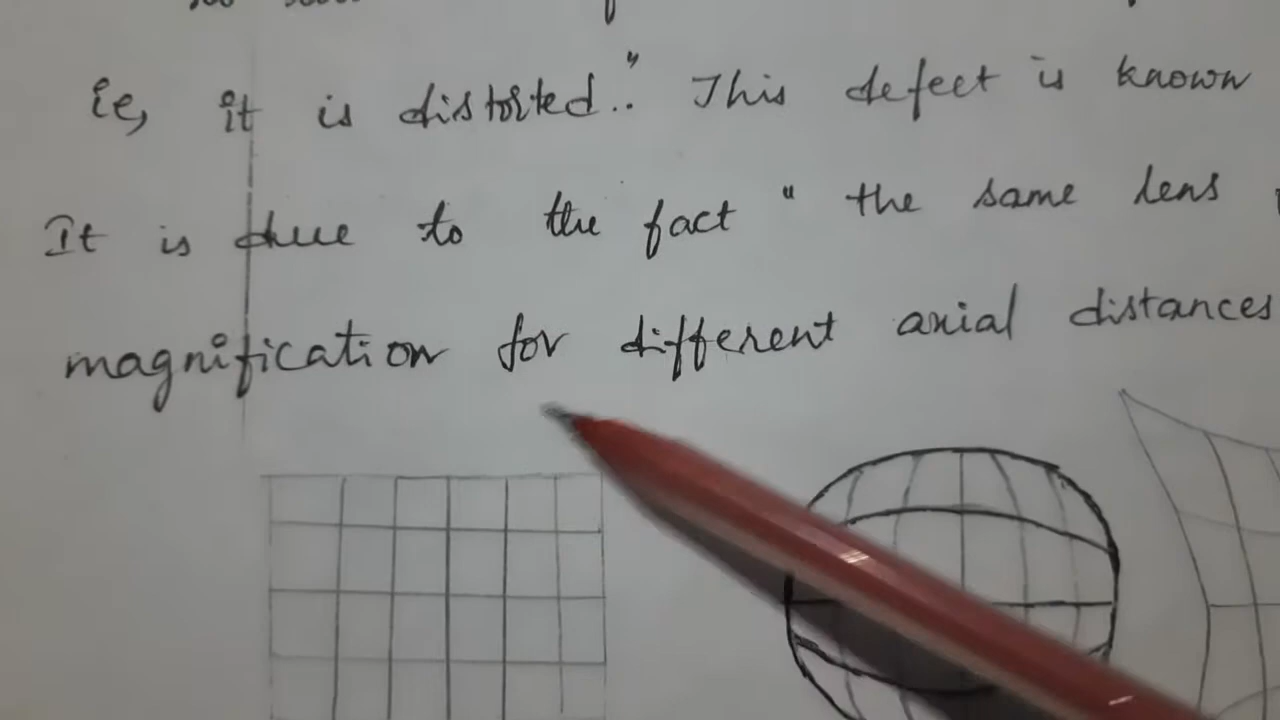 ie, it is distorted.." This defect is known
It is due to the fact " the same lens
magnification for different axial distances